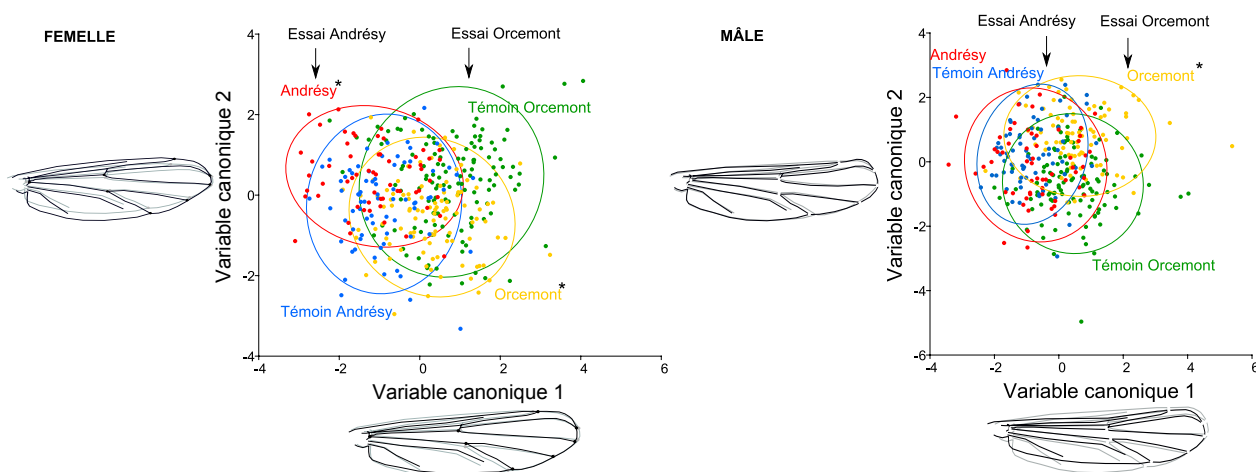 FEMELLE
Essai Andrésy
Essai Orcemont
Andrésy*
Témoin Orcemont
Témoin Andrésy
Orcemont*
Variable canonique 2
4
2
0
-2
-4
-4
-2
0
2
4
6
Variable canonique 1
MÂLE
Essai Andrésy
Essai Orcemont
Andrésy
Témoin Andrésy
Orcemont*
Témoin Orcemont
Variable canonique 2
4
2
0
-2
-4
-6
-4
-2
0
2
4
6
Variable canonique 1